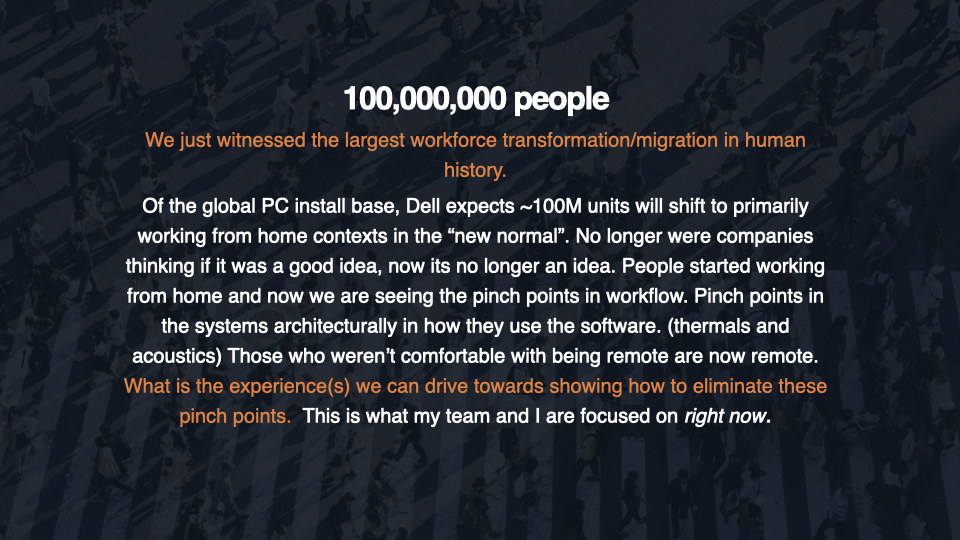 100,000,000 people
We just witnessed the largest workforce transformation/migration in human
history.
Of the global PC install base, Dell expects ~100M units will shift to primarily
working from home contexts in the “new normal”. No longer were companies
thinking if it was a good idea, now its no longer an idea. People started working
from home and now we are seeing the pinch points in workflow. Pinch points in
the systems architecturally in how they use the software. (thermals and
acoustics) Those who weren’t comfortable with being remote are now remote.
What is the experience(s) we can drive towards showing how to eliminate these
pinch points. This is what my team and I are focused on right now.